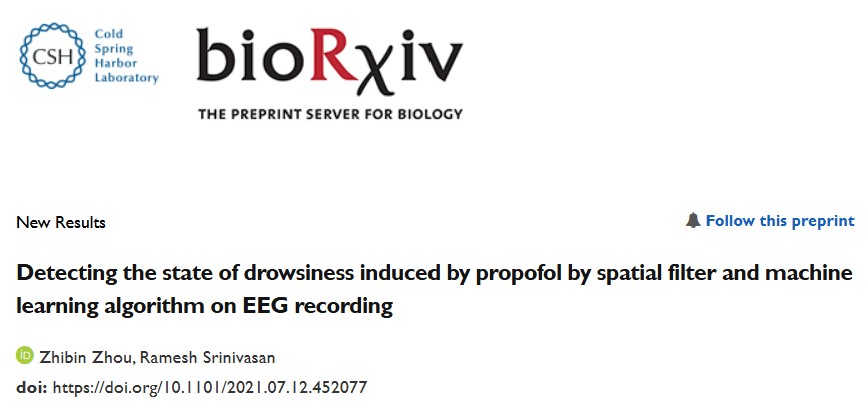 CSH
Cold
Spring
Harbor
Laboratory
bioRχiv
THE PREPRINT SERVER FOR BIOLOGY
New Results
Follow this preprint
Detecting the state of drowsiness induced by propofol by spatial filter and machine
learning algorithm on EEG recording
iD Zhibin Zhou, Ramesh Srinivasan
doi: https://doi.org/10.1101/2021.07.12.452077